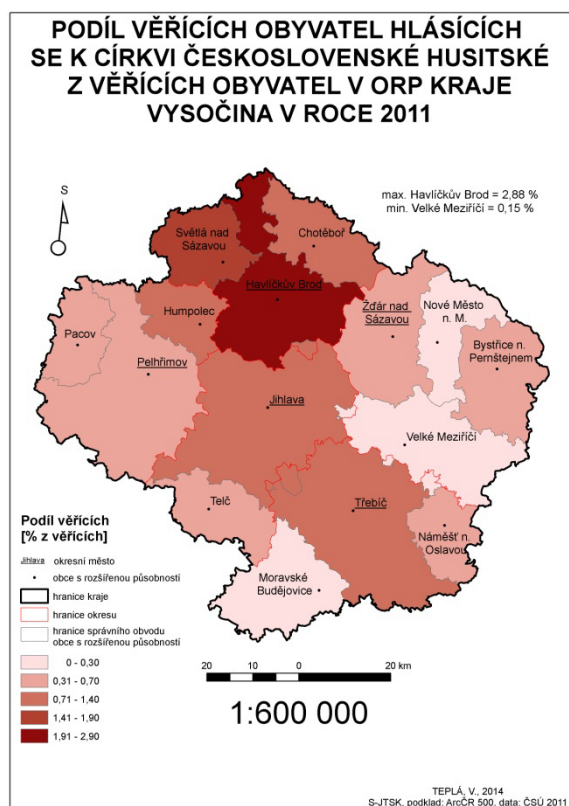 PODÍL VĚŘÍCÍCH OBYVATEL HLÁSÍCÍCH
SE K CÍRKVI ČESKOSLOVENSKÉ HUSITSKÉ
Z VĚŘÍCÍCH OBYVATEL V ORP KRAJE
VYSOČINA V ROCE 2011
S
max. Havlíčkův Brod = 2,88 %
min. Velké Meziříčí = 0,15 %
Světlá nad
Sázavou
Chotěboř
Havlíčkův Brod
Humpolec
Žďár nad
Sázavou
Nové Město
n. M.
Bystřice n.
Pernštejnem
Pacov
Pelhřimov
Jihlava
Velké Meziříčí
Telč
Třebíč
Náměšť n.
Oslavou
Moravské
Budějovice
Podíl věřících
[% z věřících]
Jihlava okresní město
obce s rozšířenou působností
hranice kraje
hranice okresu
hranice správního obvodu
obce s rozšířenou působností
0 - 0,30
0,31 - 0,70
0,71 - 1,40
1,41 - 1,90
1,91 - 2,90
20 10 0 20 km
1:600 000
TEPLÁ, V., 2014
S-JTSK, podklad: ArcČR 500, data: ČSÚ 2011